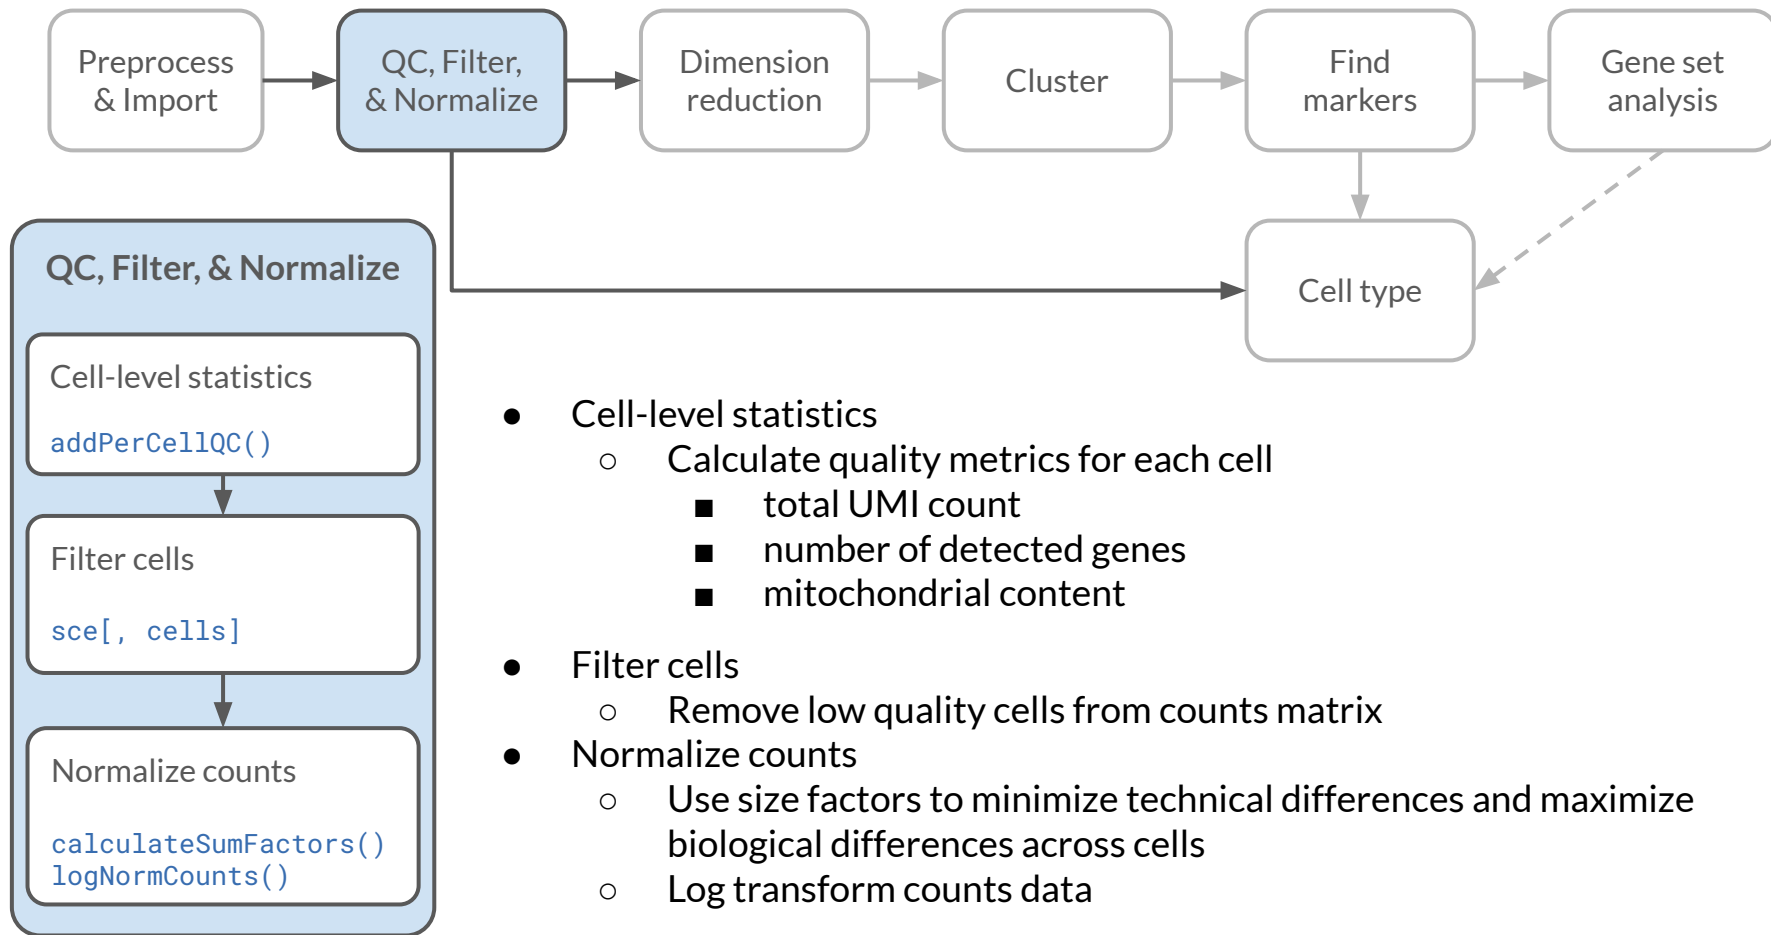 Preprocess
& Import
QC, Filter,
& Normalize
Dimension
reduction
Cluster
Find
markers
Gene set
analysis
Cell type
QC, Filter, & Normalize
Cell-level statistics
addPerCellQC()
Filter cells
sce[, cells]
Normalize counts
calculateSumFactors()
logNormCounts()
● Cell-level statistics
○ Calculate quality metrics for each cell
■ total UMI count
■ number of detected genes
■ mitochondrial content
● Filter cells
○ Remove low quality cells from counts matrix
● Normalize counts
○ Use size factors to minimize technical differences and maximize
biological differences across cells
○ Log transform counts data